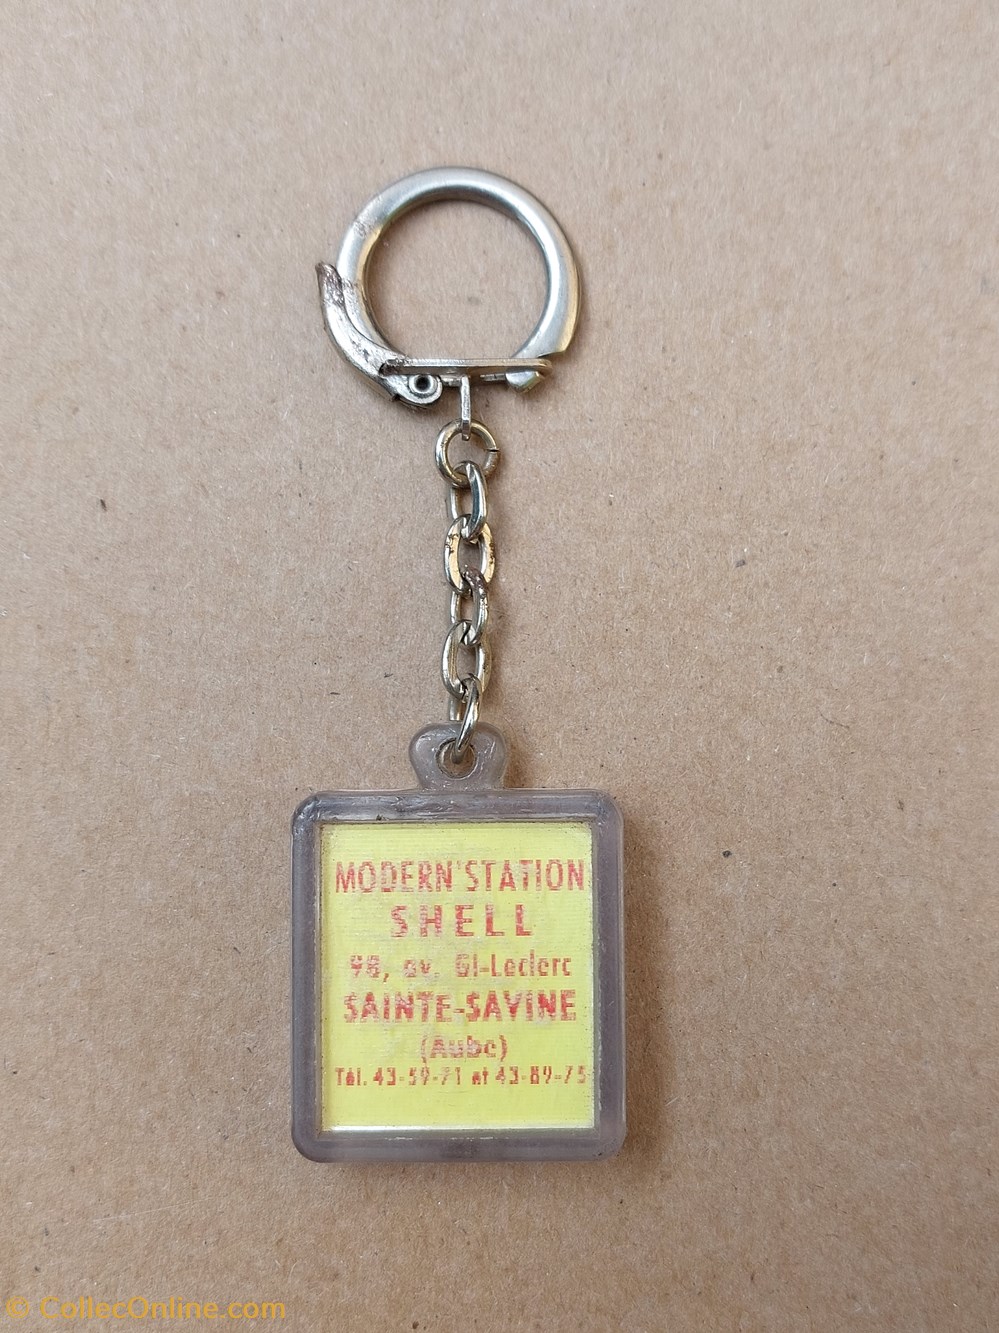 MODERN'STATION
SHELL
98, av. Gl-Leclerc
SAINTE-SAVINE
(Aube)
Tél. 43-59-71 et 43-89-75
© CollecOnline.com